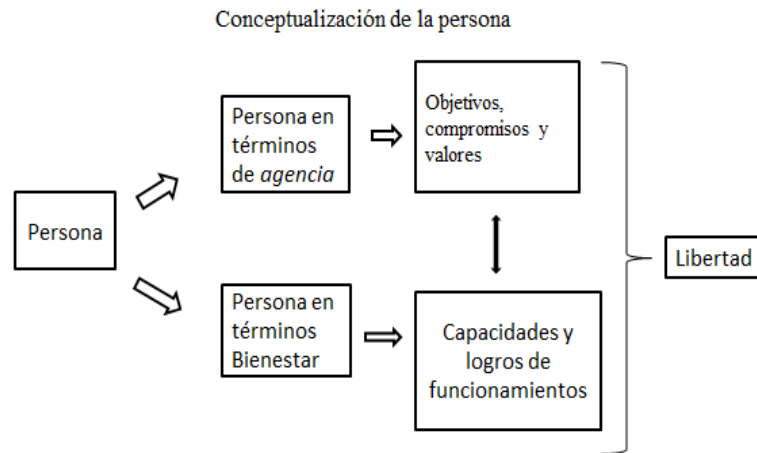 Conceptualización de la persona
Persona
Persona en
términos
de agencia
Objetivos,
compromisos y
valores
Persona en
términos
Bienestar
Capacidades y
logros de
funcionamientos
Libertad